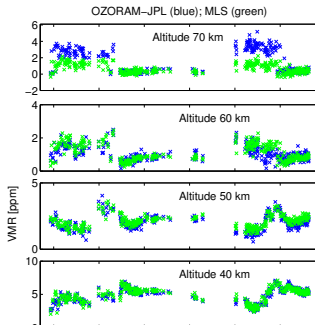 OZORAM−JPL (blue); MLS (green)
6
4
2
0
−2
Altitude 70 km
4
2
0
Altitude 60 km
5
0
Altitude 50 km
VMR [ppm]
10
5
Altitude 40 km